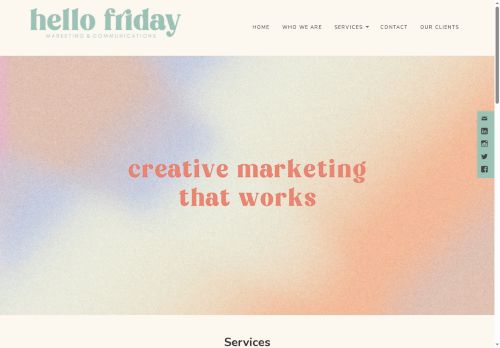 hello friday
MARKETING & COMMUNICATIONS
HOME WHO WE ARE SERVICES CONTACT OUR CLIENTS
creative marketing
that works
Services